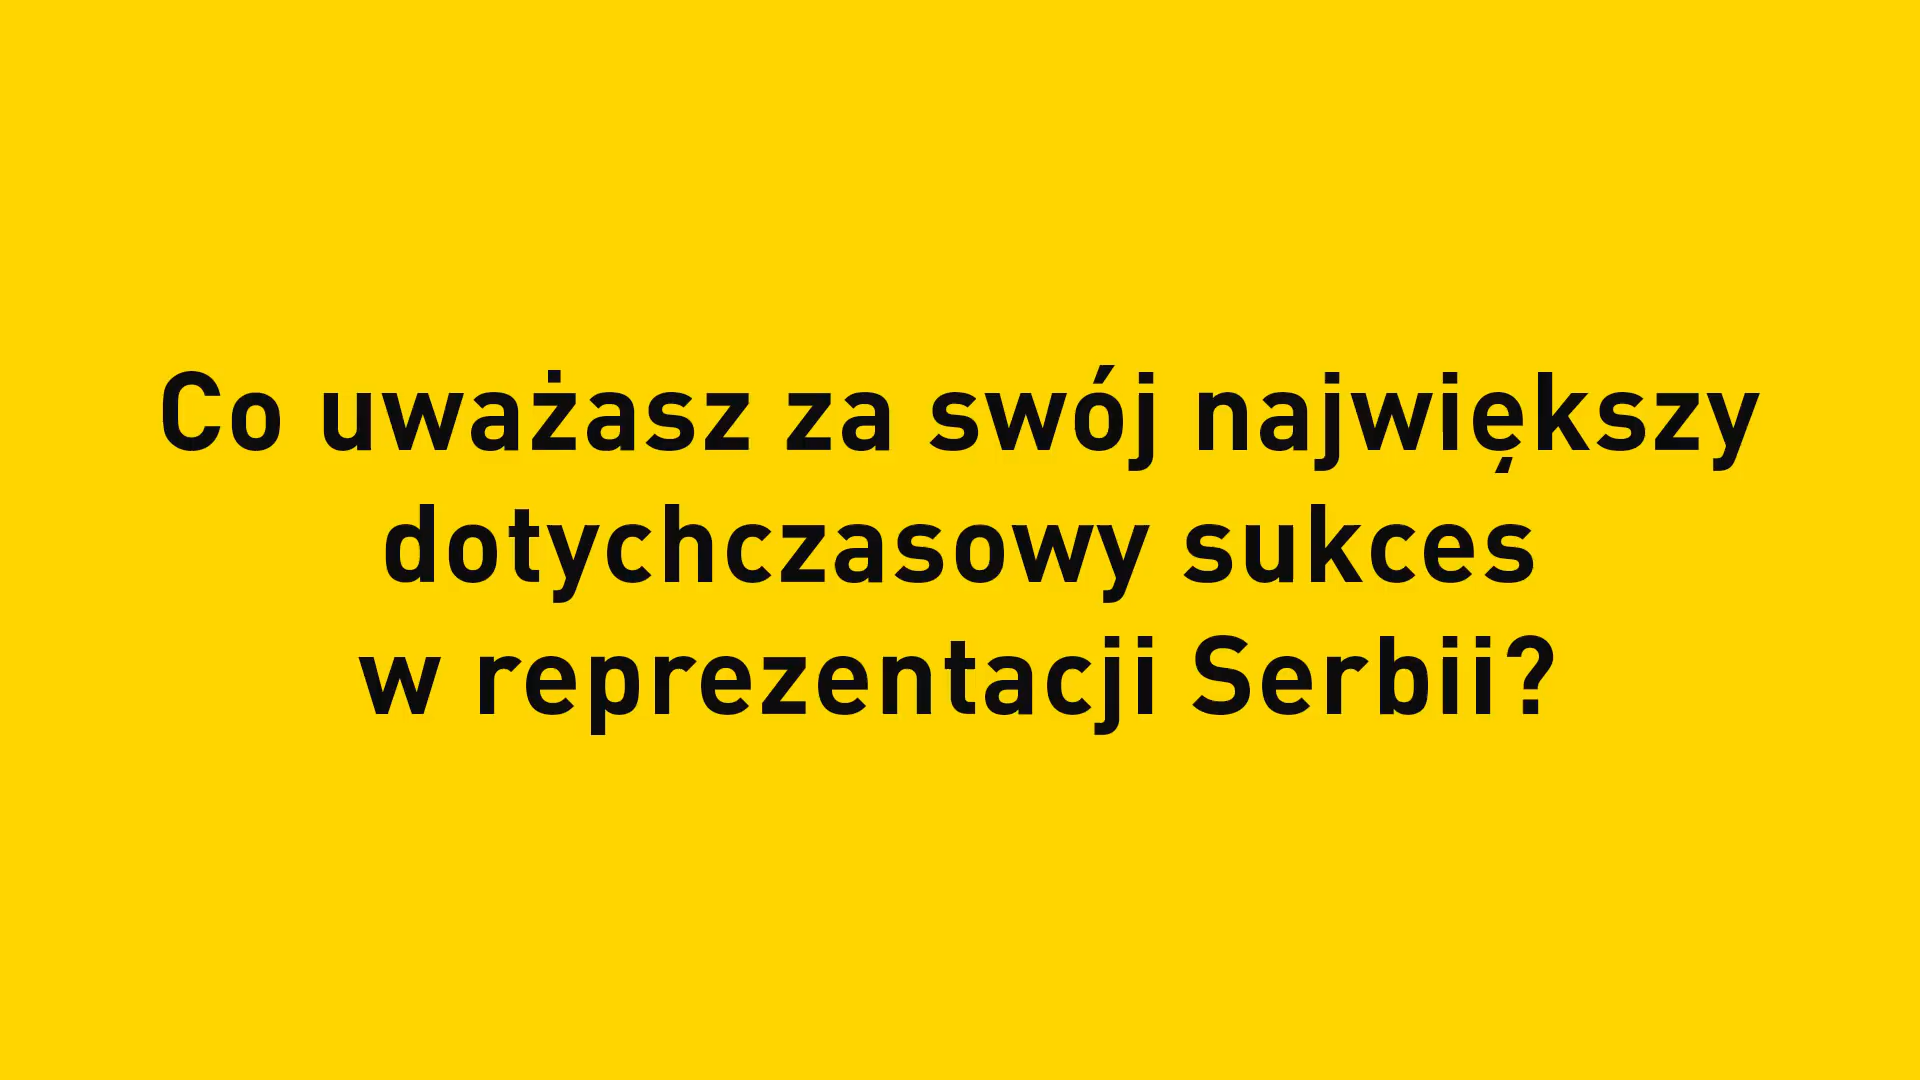 Co uważasz za swój największy
dotychczasowy sukces
w reprezentacji Serbii?